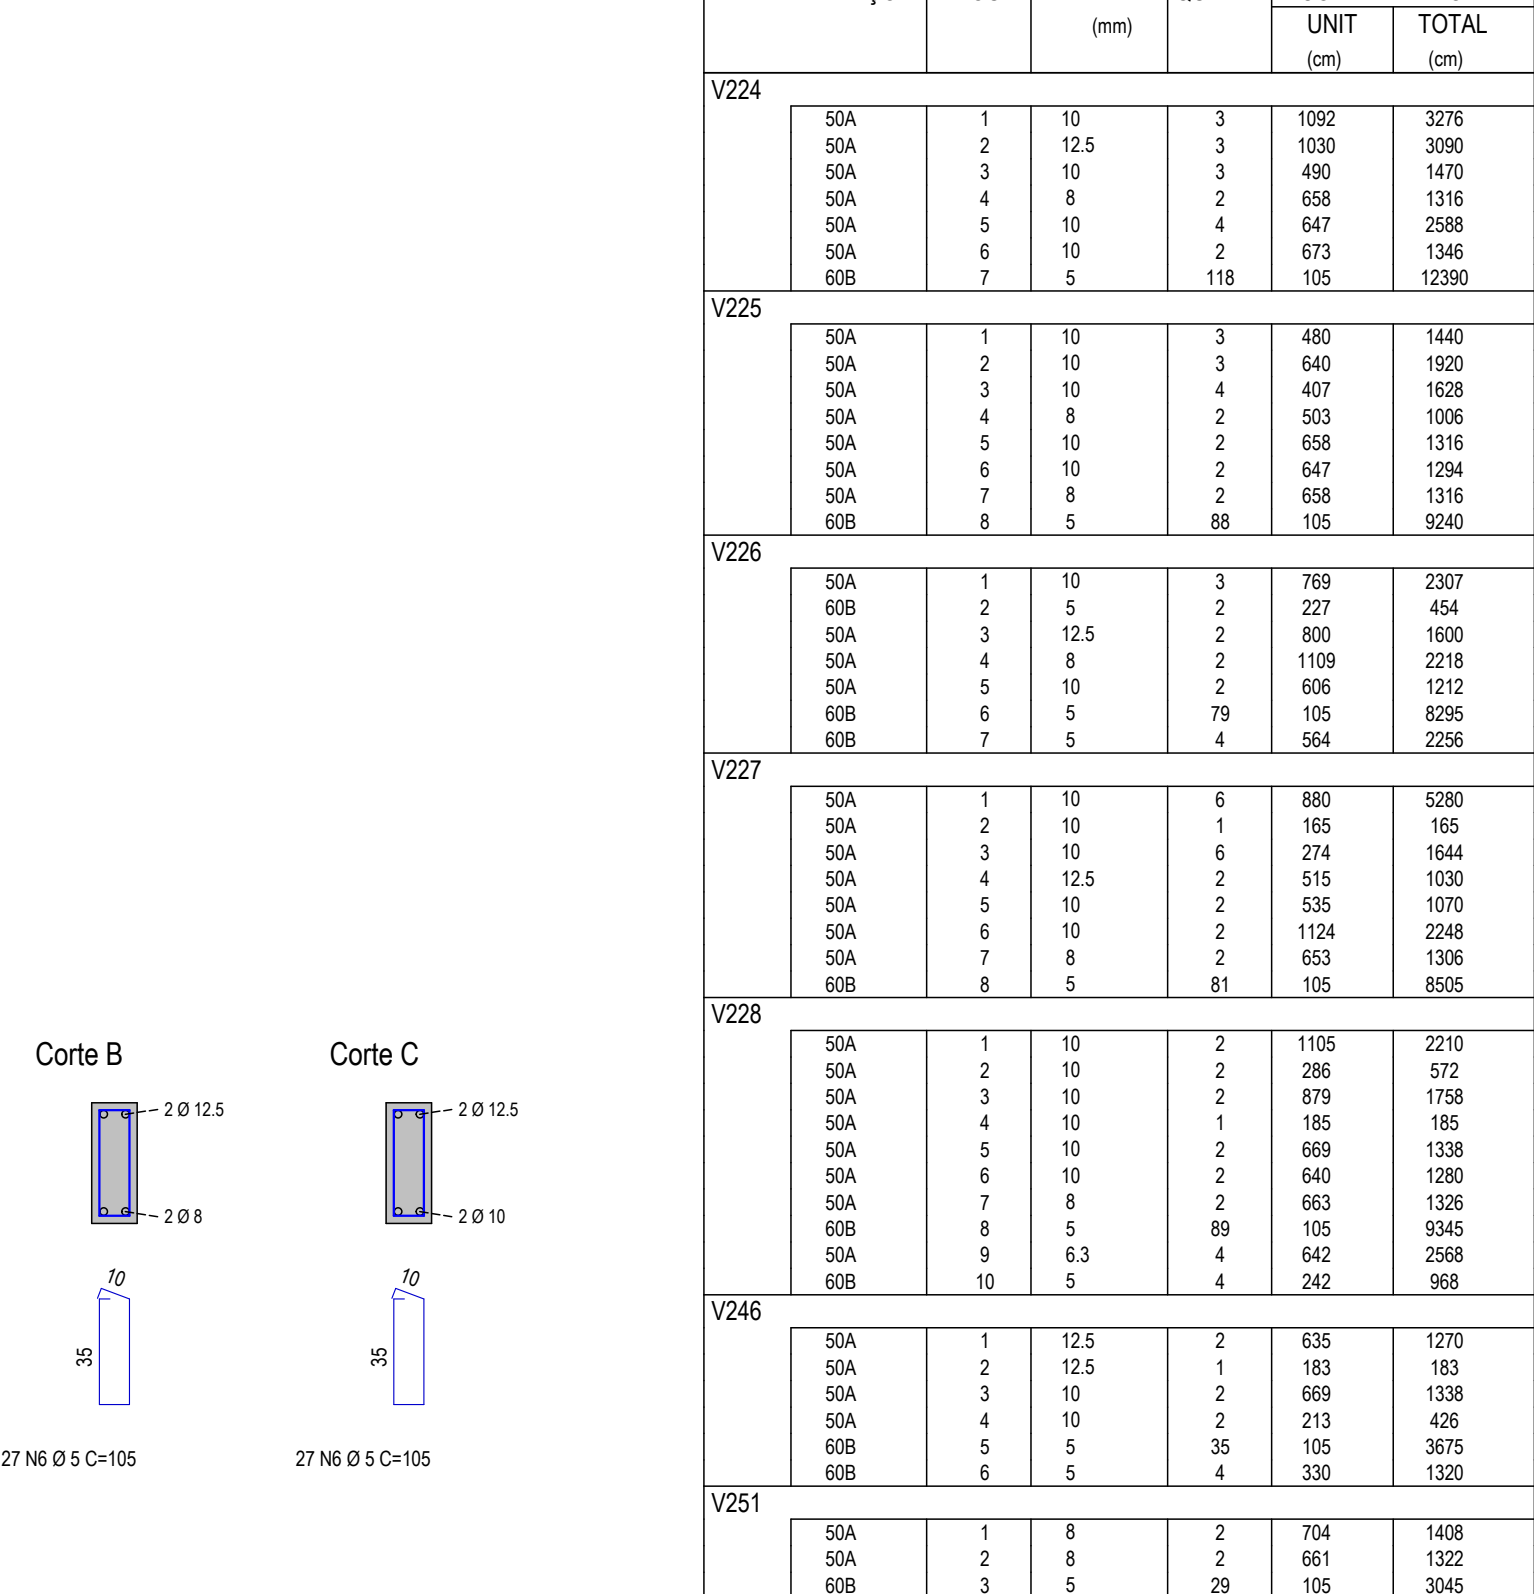 UNIT TOTAL
(mm)
(cm) (cm)
V224
50A 1 10 3 1092 3276
50A 2 12.5 3 1030 3090
50A 3 10 3 490 1470
50A 4 8 2 658 1316
50A 5 10 4 647 2588
50A 6 10 2 673 1346
60B 7 5 118 105 12390
V225
50A 1 10 3 480 1440
50A 2 10 3 640 1920
50A 3 10 4 407 1628
50A 4 8 2 503 1006
50A 5 10 2 658 1316
50A 6 10 2 647 1294
50A 7 8 2 658 1316
60B 8 5 88 105 9240
V226
50A 1 10 3 769 2307
60B 2 5 2 227 454
50A 3 12.5 2 800 1600
50A 4 8 2 1109 2218
50A 5 10 2 606 1212
60B 6 5 79 105 8295
60B 7 5 4 564 2256
V227
50A 1 10 6 880 5280
50A 2 10 1 165 165
50A 3 10 6 274 1644
50A 4 12.5 2 515 1030
50A 5 10 2 535 1070
50A 6 10 2 1124 2248
50A 7 8 2 653 1306
60B 8 5 81 105 8505
V228
50A 1 10 2 1105 2210
50A 2 10 2 286 572
50A 3 10 2 879 1758
50A 4 10 1 185 185
50A 5 10 2 669 1338
50A 6 10 2 640 1280
50A 7 8 2 663 1326
60B 8 5 89 105 9345
50A 9 6.3 4 642 2568
60B 10 5 4 242 968
V246
50A 1 12.5 2 635 1270
50A 2 12.5 1 183 183
50A 3 10 2 669 1338
50A 4 10 2 213 426
60B 5 5 35 105 3675
60B 6 5 4 330 1320
V251
50A 1 8 2 704 1408
50A 2 8 2 661 1322
60B 3 5 29 105 3045
Corte B
2 Ø 12.5
2 Ø 8
10
35
27 N6 Ø 5 C=105
Corte C
2 Ø 12.5
2 Ø 10
10
35
27 N6 Ø 5 C=105